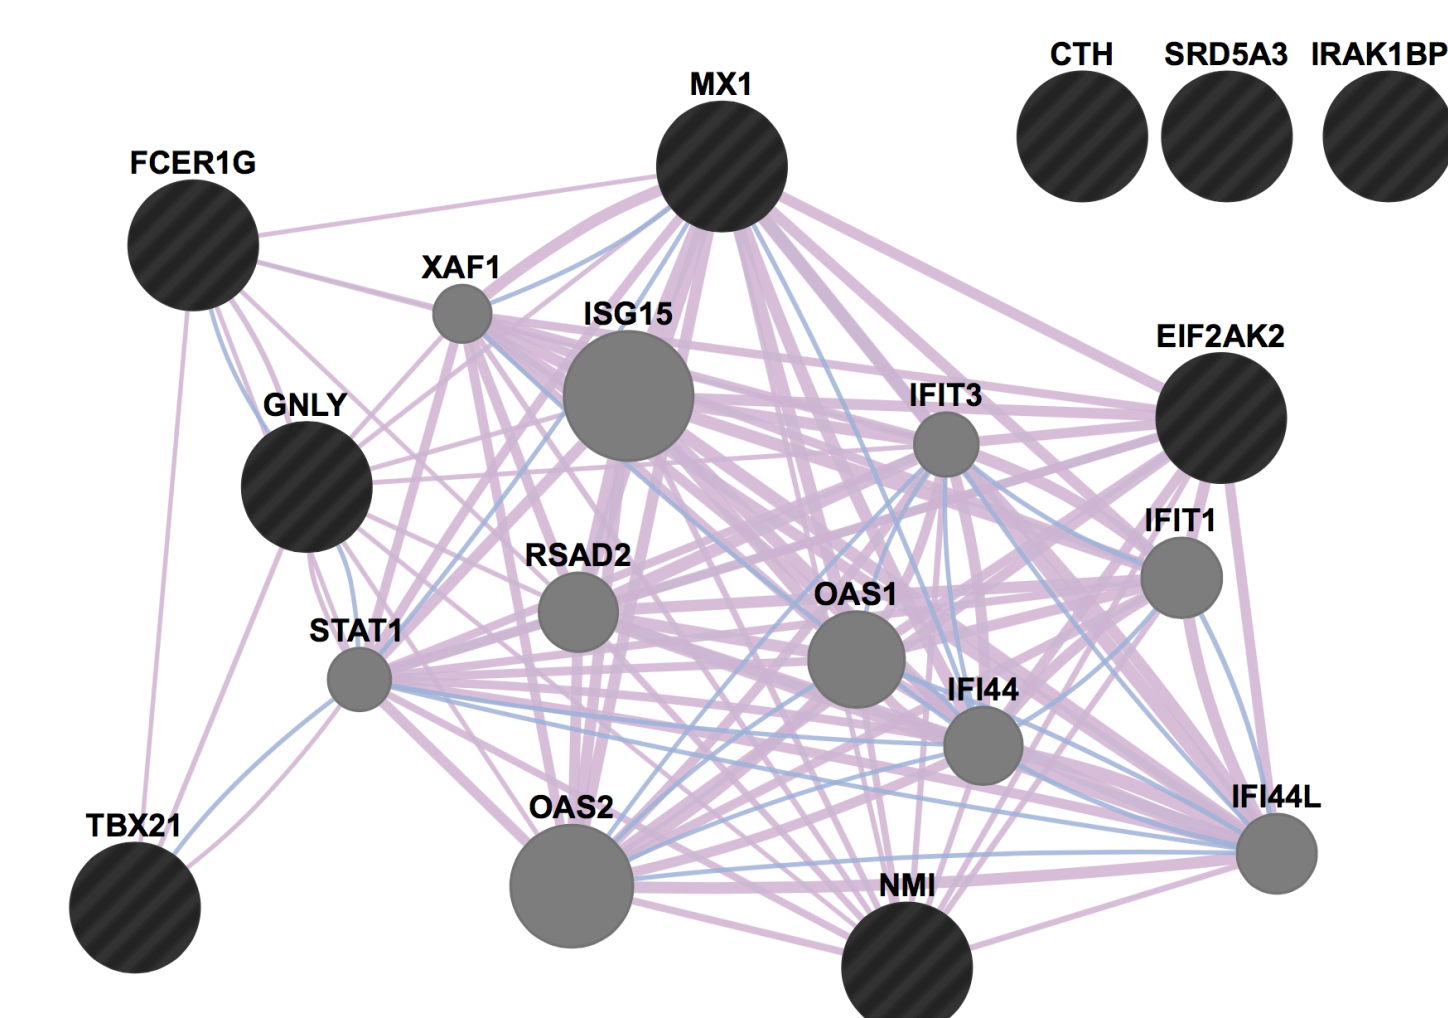 CTH SRD5A3 IRAK1BP
MX1
FCER1G
XAF1
ISG15
EIF2AK2
GNLY
IFIT3
IFIT1
RSAD2
OAS1
STAT1
IFI44
OAS2
IFI44L
TBX21
NMI